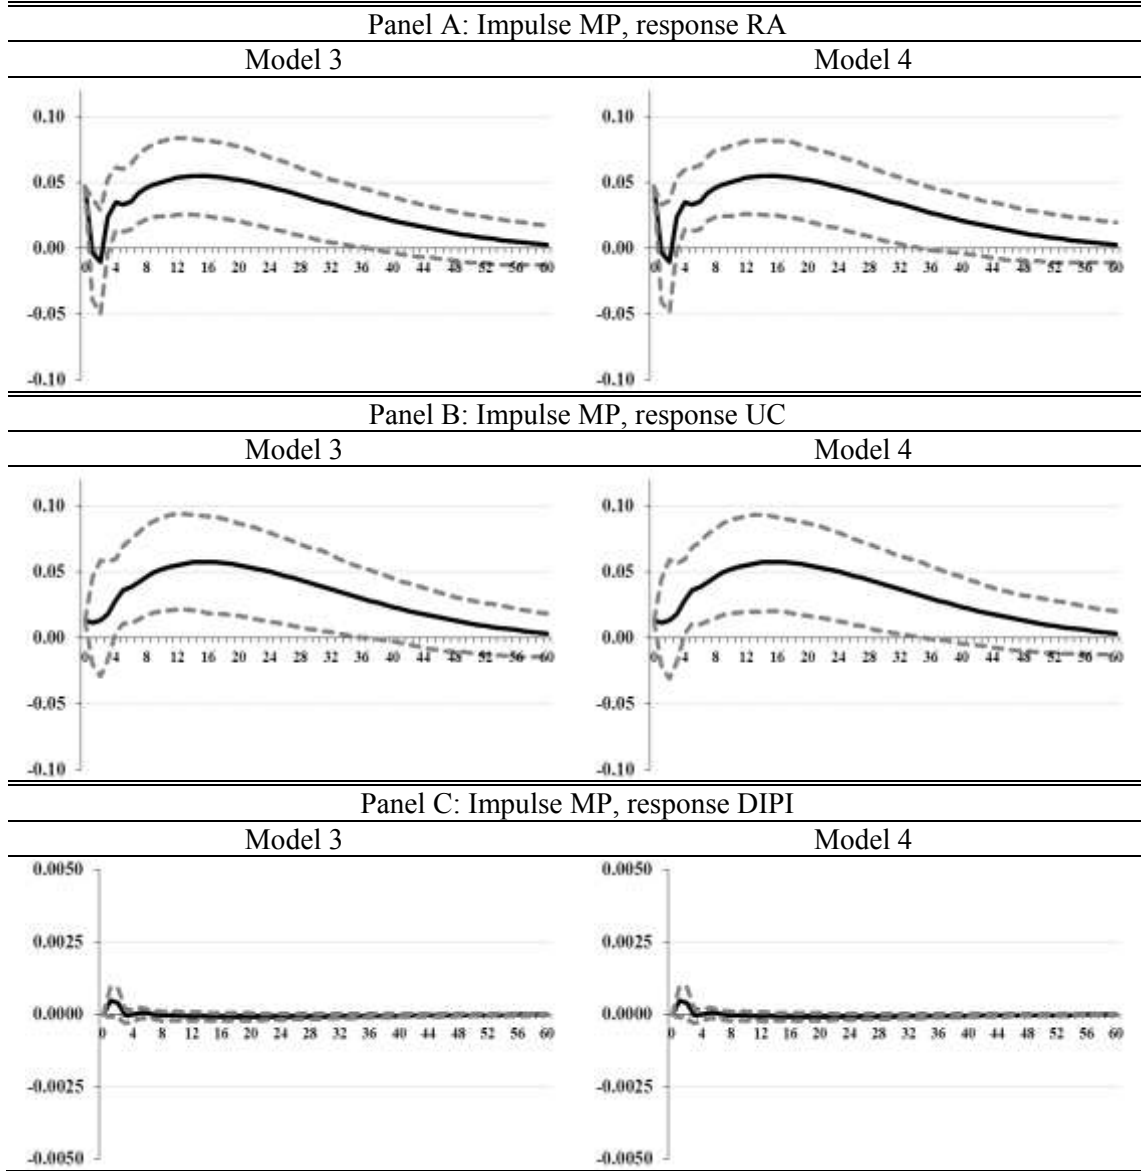 Panel A: Impulse MP, response RA
Model 3 Model 4
0.10 0.10
0.05 0.05
0.00 0.00
0 4 8 12 16 20 24 28 32 36 40 44 48 52 56 60 0 4 8 12 16 20 24 28 32 36 40 44 48 52 56 60
-0.05 -0.05
-0.10 -0.10
Panel B: Impulse MP, response UC
Model 3 Model 4
0.10 0.10
0.05 0.05
0.00 0.00
0 4 8 12 16 20 24 28 32 36 40 44 48 52 56 60 0 4 8 12 16 20 24 28 32 36 40 44 48 52 56 60
-0.05 -0.05
-0.10 -0.10
Panel C: Impulse MP, response DIPI
Model 3 Model 4
0.0050 0.0050
0.0025 0.0025
0.0000 0.0000
0 4 8 12 16 20 24 28 32 36 40 44 48 52 56 60 0 4 8 12 16 20 24 28 32 36 40 44 48 52 56 60
-0.0025 -0.0025
-0.0050 -0.0050